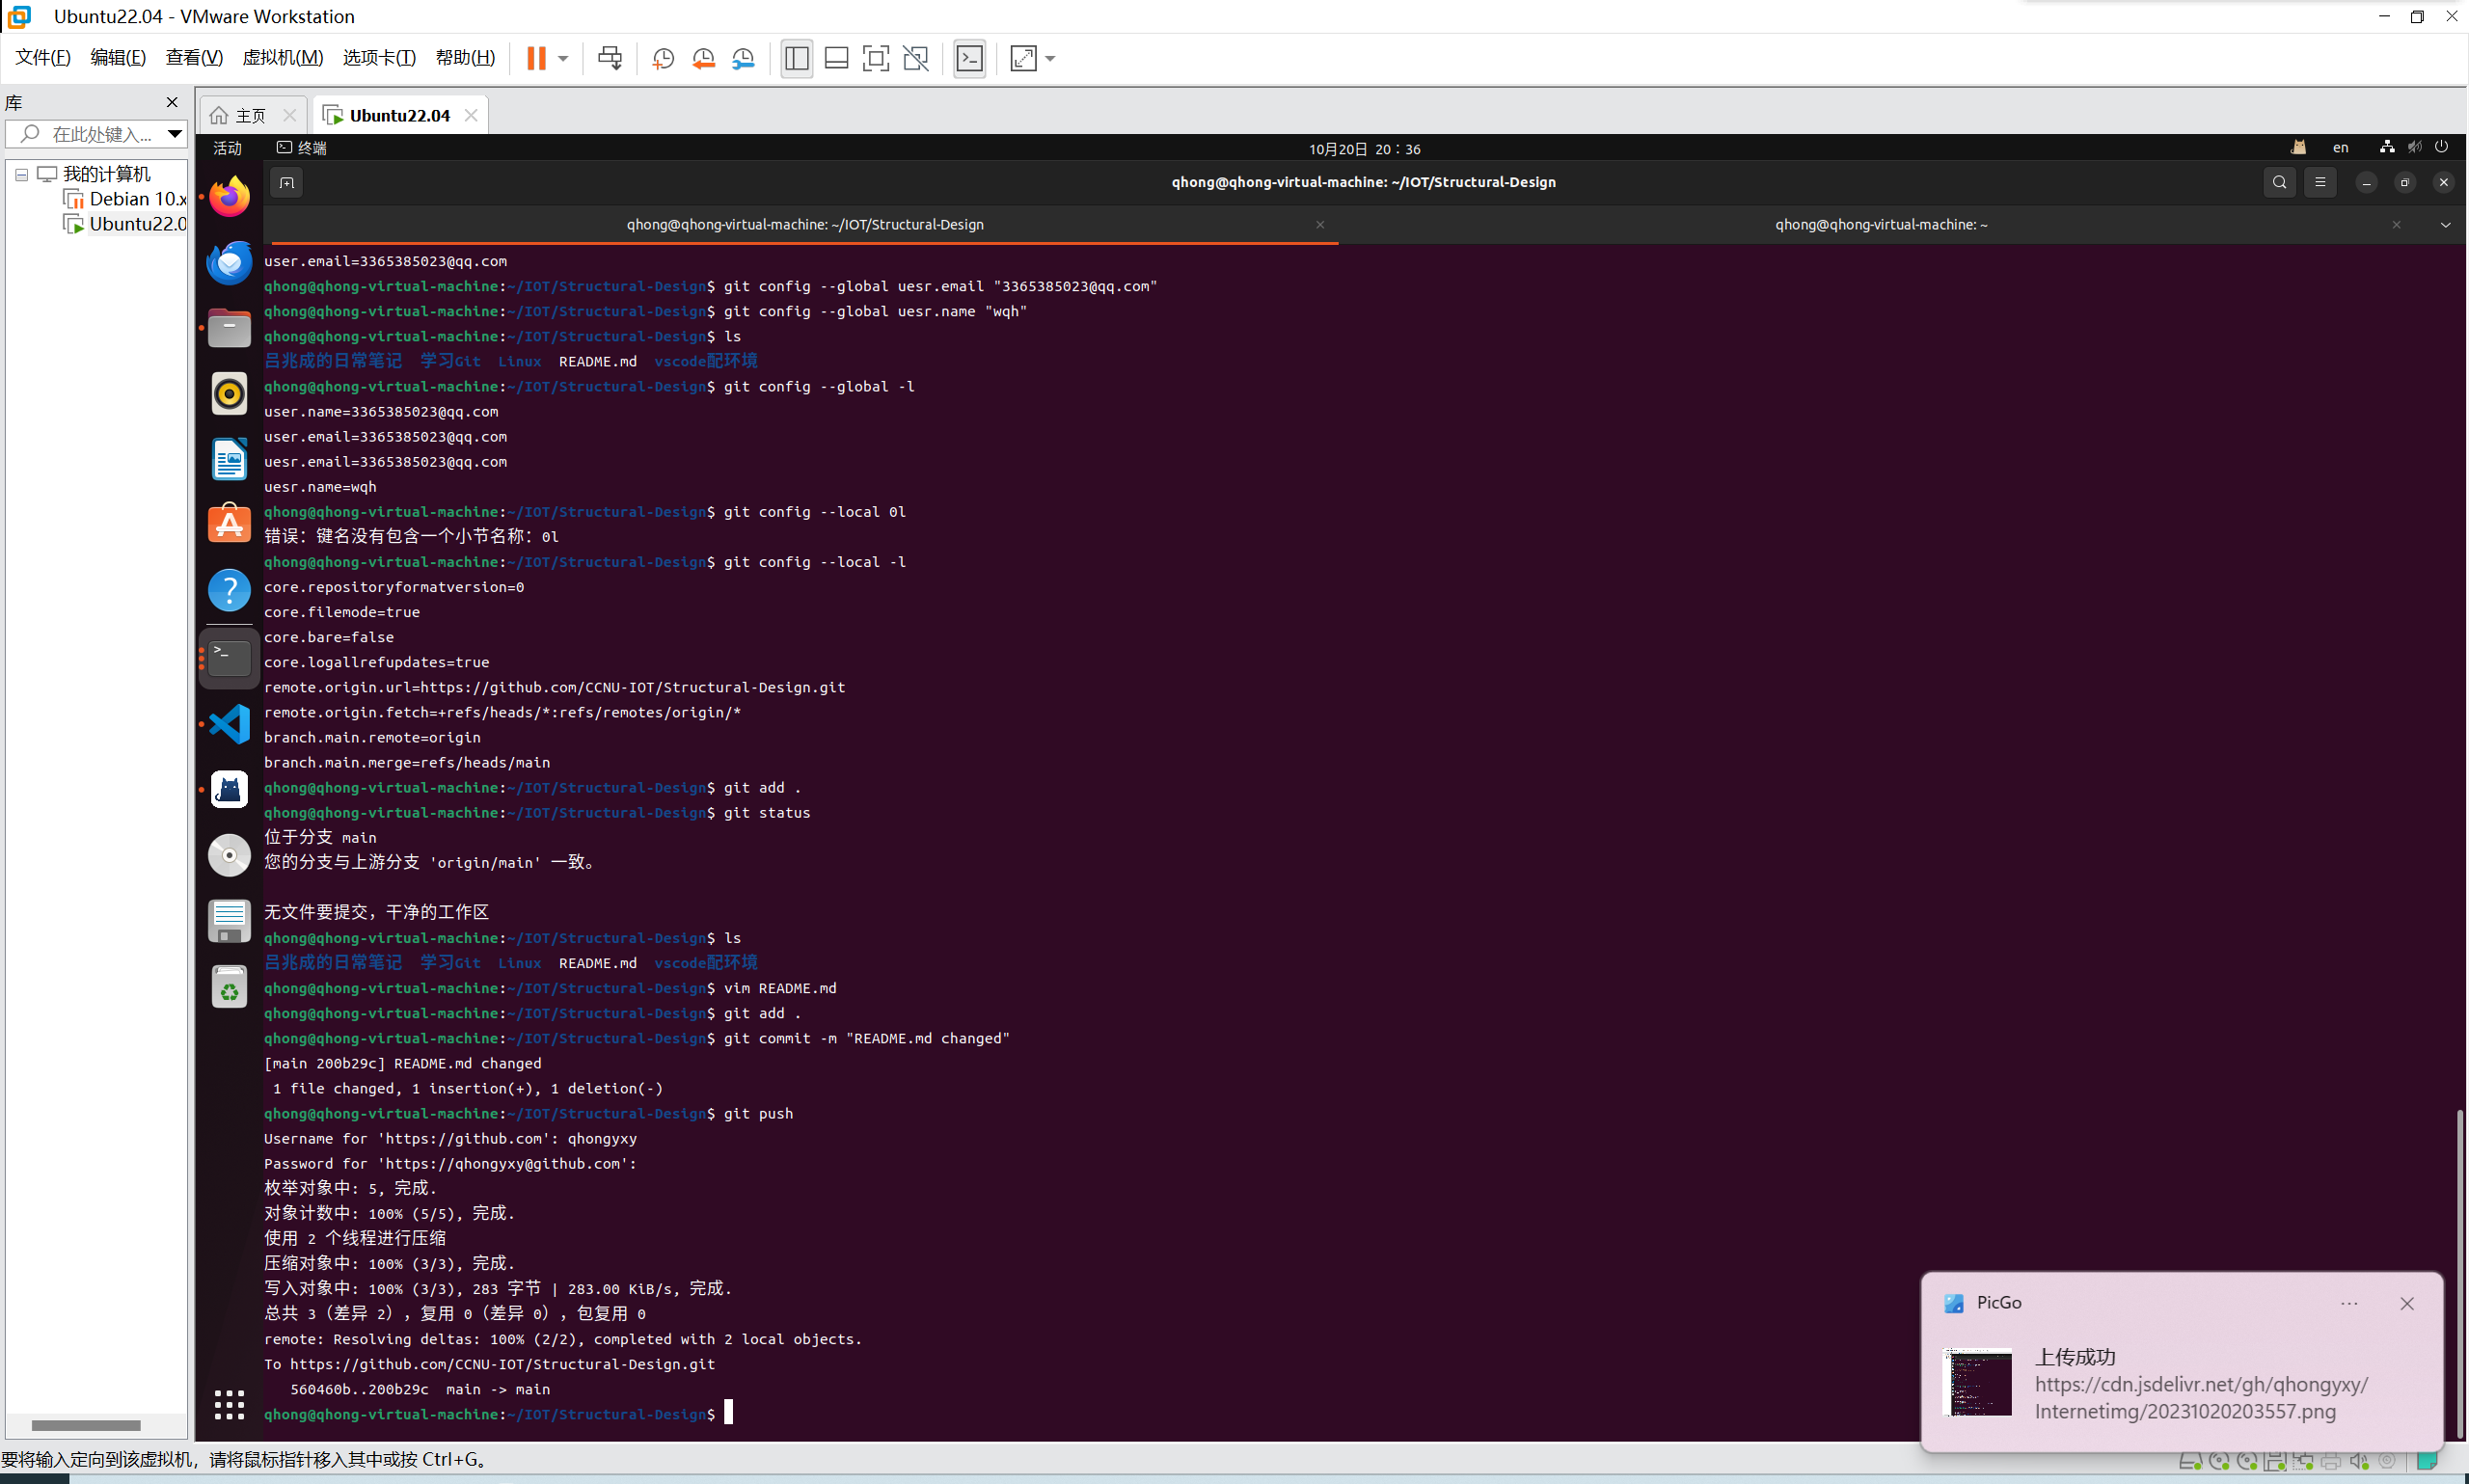 Ubuntu22.04 - VMware Workstation
文件(F) 编辑(E) 查看(V) 虚拟机(M) 选项卡(T) 帮助(H)
库
在此处键入...
我的计算机
Debian 10.x
Ubuntu22.0
主页 Ubuntu22.04
活动 终端 10月20日 20：36 en
qhong@qhong-virtual-machine: ~/IOT/Structural-Design
qhong@qhong-virtual-machine: ~/IOT/Structural-Design qhong@qhong-virtual-machine: ~
user.email=3365385023@qq.com
qhong@qhong-virtual-machine:~/IOT/Structural-Design$ git config --global uesr.email "3365385023@qq.com"
qhong@qhong-virtual-machine:~/IOT/Structural-Design$ git config --global uesr.name "wqh"
qhong@qhong-virtual-machine:~/IOT/Structural-Design$ ls
吕兆成的日常笔记 学习Git Linux README.md vscode配环境
qhong@qhong-virtual-machine:~/IOT/Structural-Design$ git config --global -l
user.name=3365385023@qq.com
user.email=3365385023@qq.com
uesr.email=3365385023@qq.com
uesr.name=wqh
qhong@qhong-virtual-machine:~/IOT/Structural-Design$ git config --local 0l
错误：键名没有包含一个小节名称：0l
qhong@qhong-virtual-machine:~/IOT/Structural-Design$ git config --local -l
core.repositoryformatversion=0
core.filemode=true
core.bare=false
core.logallrefupdates=true
remote.origin.url=https://github.com/CCNU-IOT/Structural-Design.git
remote.origin.fetch=+refs/heads/*:refs/remotes/origin/*
branch.main.remote=origin
branch.main.merge=refs/heads/main
qhong@qhong-virtual-machine:~/IOT/Structural-Design$ git add .
qhong@qhong-virtual-machine:~/IOT/Structural-Design$ git status
位于分支 main
您的分支与上游分支 'origin/main' 一致。
无文件要提交，干净的工作区
qhong@qhong-virtual-machine:~/IOT/Structural-Design$ ls
吕兆成的日常笔记 学习Git Linux README.md vscode配环境
qhong@qhong-virtual-machine:~/IOT/Structural-Design$ vim README.md
qhong@qhong-virtual-machine:~/IOT/Structural-Design$ git add .
qhong@qhong-virtual-machine:~/IOT/Structural-Design$ git commit -m "README.md changed"
[main 200b29c] README.md changed
1 file changed, 1 insertion(+), 1 deletion(-)
qhong@qhong-virtual-machine:~/IOT/Structural-Design$ git push
Username for 'https://github.com': qhongyxy
Password for 'https://qhongyxy@github.com':
枚举对象中: 5, 完成.
对象计数中: 100% (5/5), 完成.
使用 2 个线程进行压缩
压缩对象中: 100% (3/3), 完成.
写入对象中: 100% (3/3), 283 字节 | 283.00 KiB/s, 完成.
总共 3（差异 2），复用 0（差异 0），包复用 0
remote: Resolving deltas: 100% (2/2), completed with 2 local objects.
To https://github.com/CCNU-IOT/Structural-Design.git
560460b..200b29c main -> main
qhong@qhong-virtual-machine:~/IOT/Structural-Design$
PicGo
上传成功
https://cdn.jsdelivr.net/gh/qhongyxy/
Internetimg/20231020203557.png
要将输入定向到该虚拟机，请将鼠标指针移入其中或按 Ctrl+G。